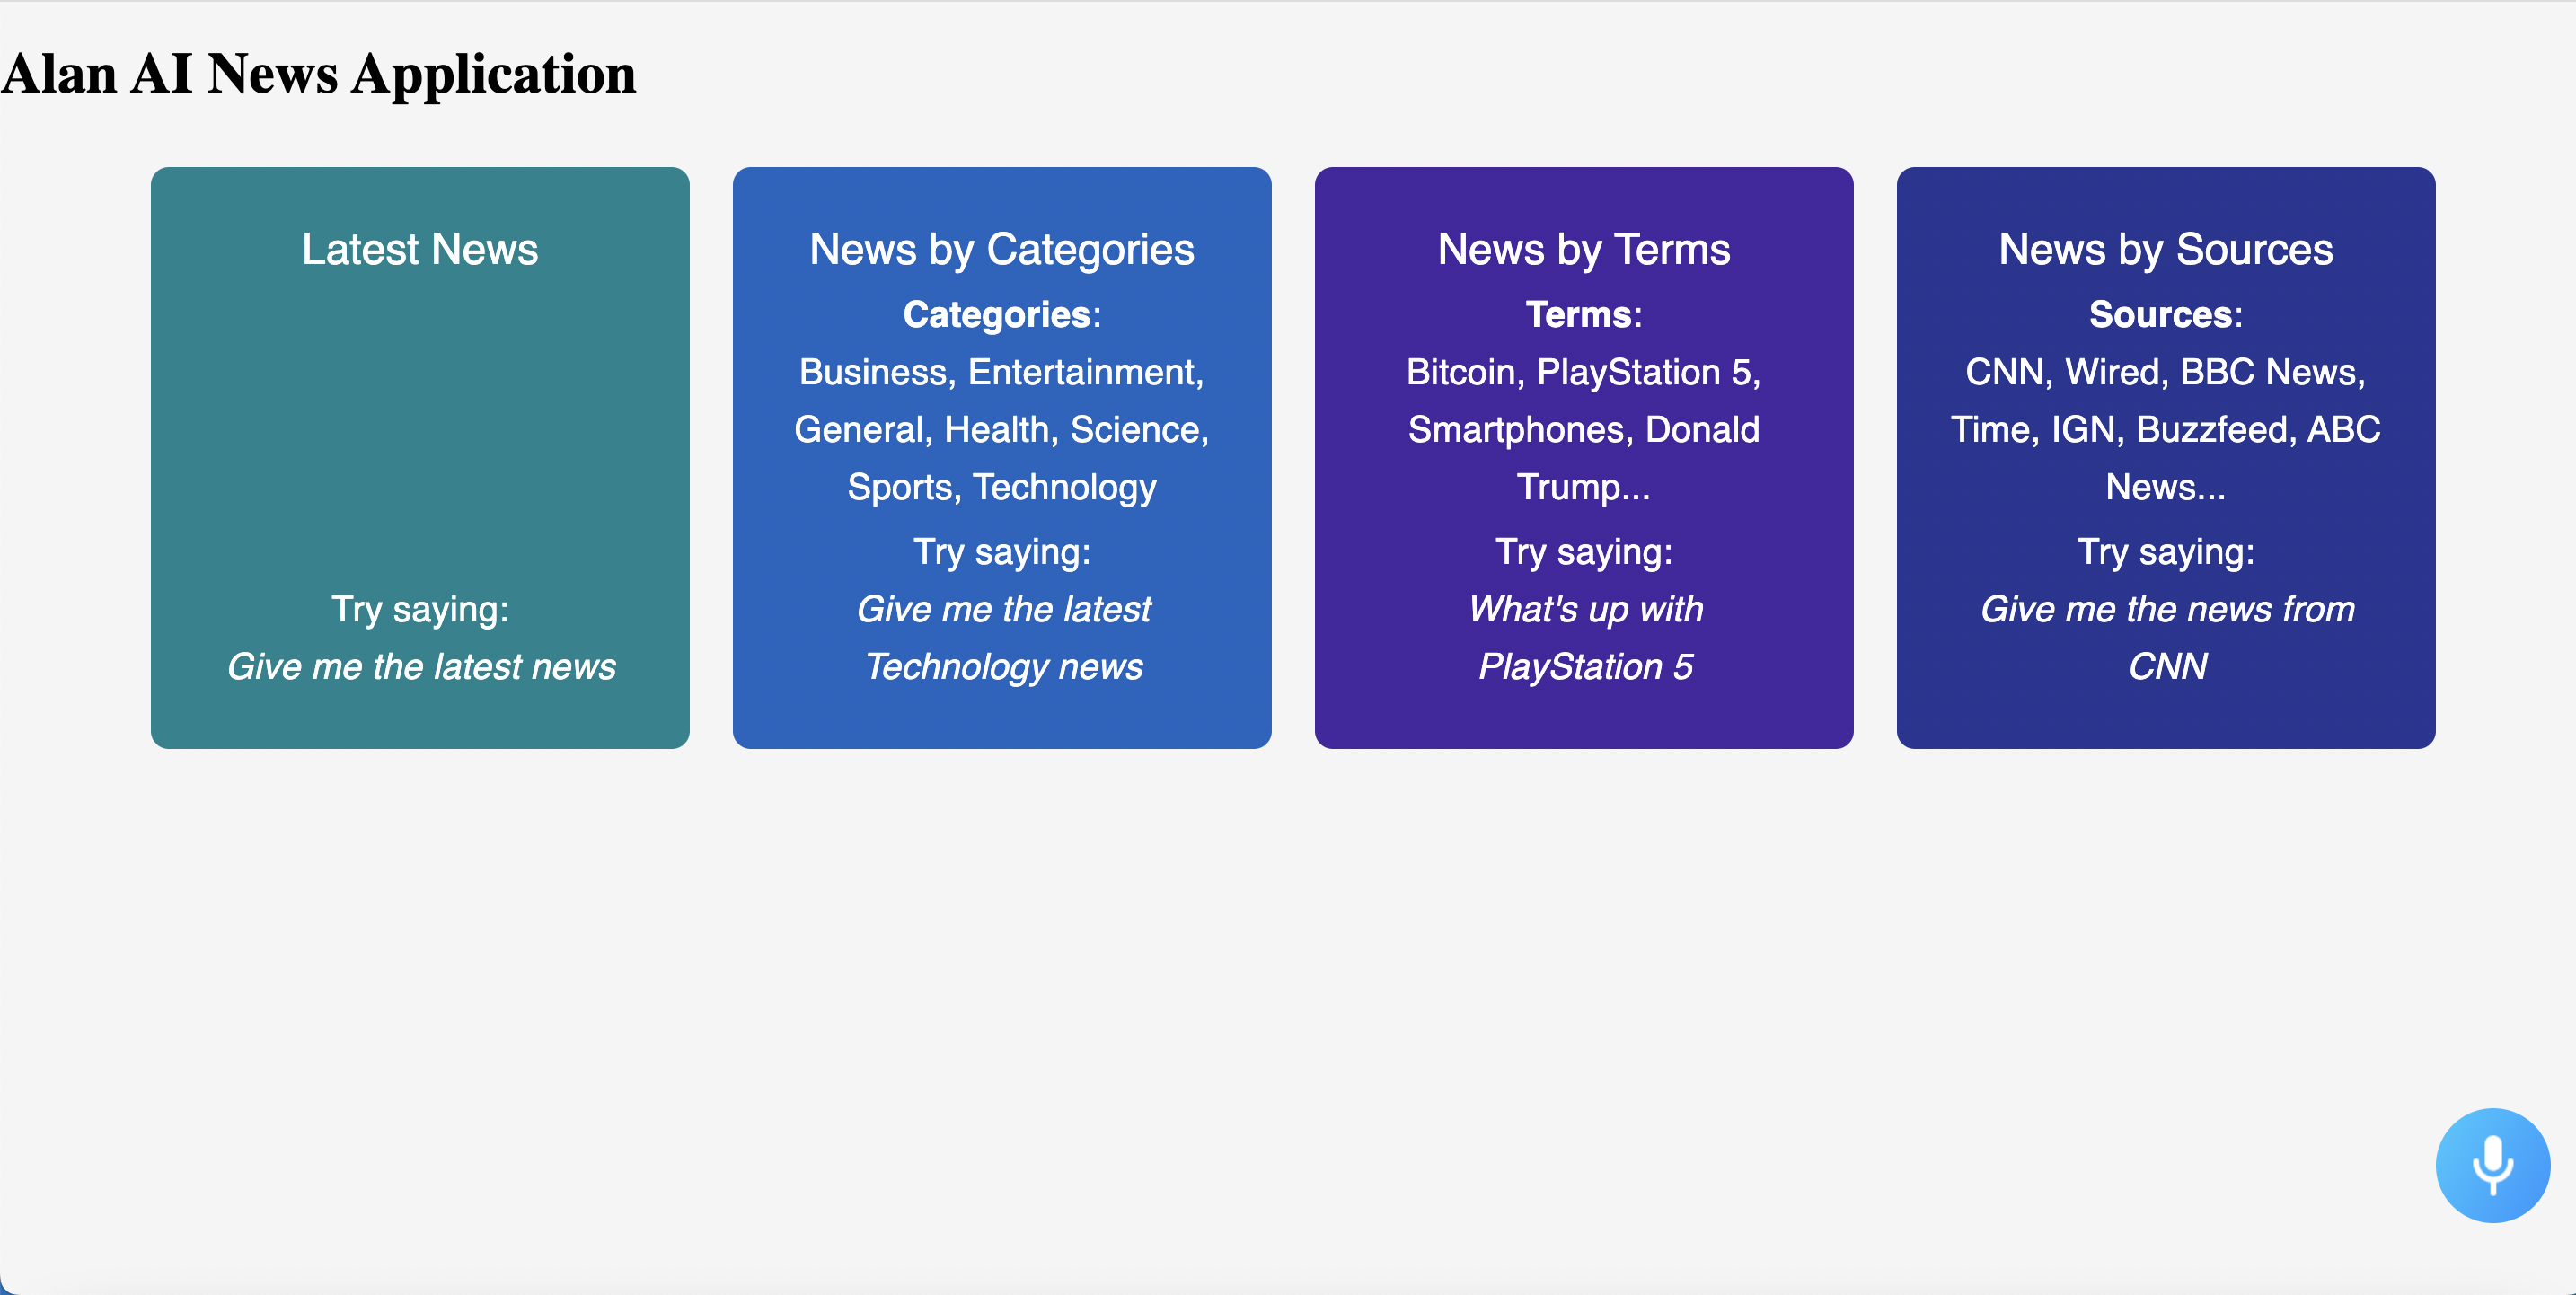 Alan AI News Application
Latest News
Try saying:
Give me the latest news
News by Categories
Categories:
Business, Entertainment,
General, Health, Science,
Sports, Technology
Try saying:
Give me the latest
Technology news
News by Terms
Terms:
Bitcoin, PlayStation 5,
Smartphones, Donald
Trump...
Try saying:
What's up with
PlayStation 5
News by Sources
Sources:
CNN, Wired, BBC News,
Time, IGN, Buzzfeed, ABC
News...
Try saying:
Give me the news from
CNN